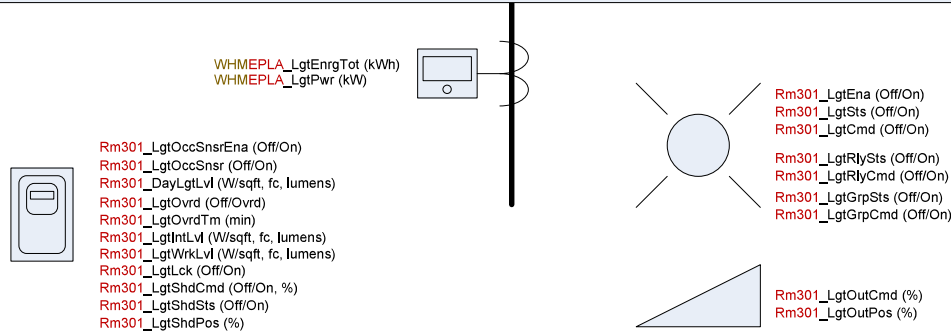 WHMEPLA_LgtEnrgTot (kWh)
WHMEPLA_LgtPwr (kW)
Rm301_LgtOccSnsrEna (Off/On)
Rm301_LgtOccSnsr (Off/On)
Rm301_DayLgtLvl (W/sqft, fc, lumens)
Rm301_LgtOvrd (Off/Ovrd)
Rm301_LgtOvrdTm (min)
Rm301_LgtIntLvl (W/sqft, fc, lumens)
Rm301_LgtWrkLvl (W/sqft, fc, lumens)
Rm301_LgtLck (Off/On)
Rm301_LgtShdCmd (Off/On, %)
Rm301_LgtShdSts (Off/On)
Rm301_LgtShdPos (%)
Rm301_LgtEna (Off/On)
Rm301_LgtSts (Off/On)
Rm301_LgtCmd (Off/On)
Rm301_LgtRlySts (Off/On)
Rm301_LgtRlyCmd (Off/On)
Rm301_LgtGrpSts (Off/On)
Rm301_LgtGrpCmd (Off/On)
Rm301_LgtOutCmd (%)
Rm301_LgtOutPos (%)